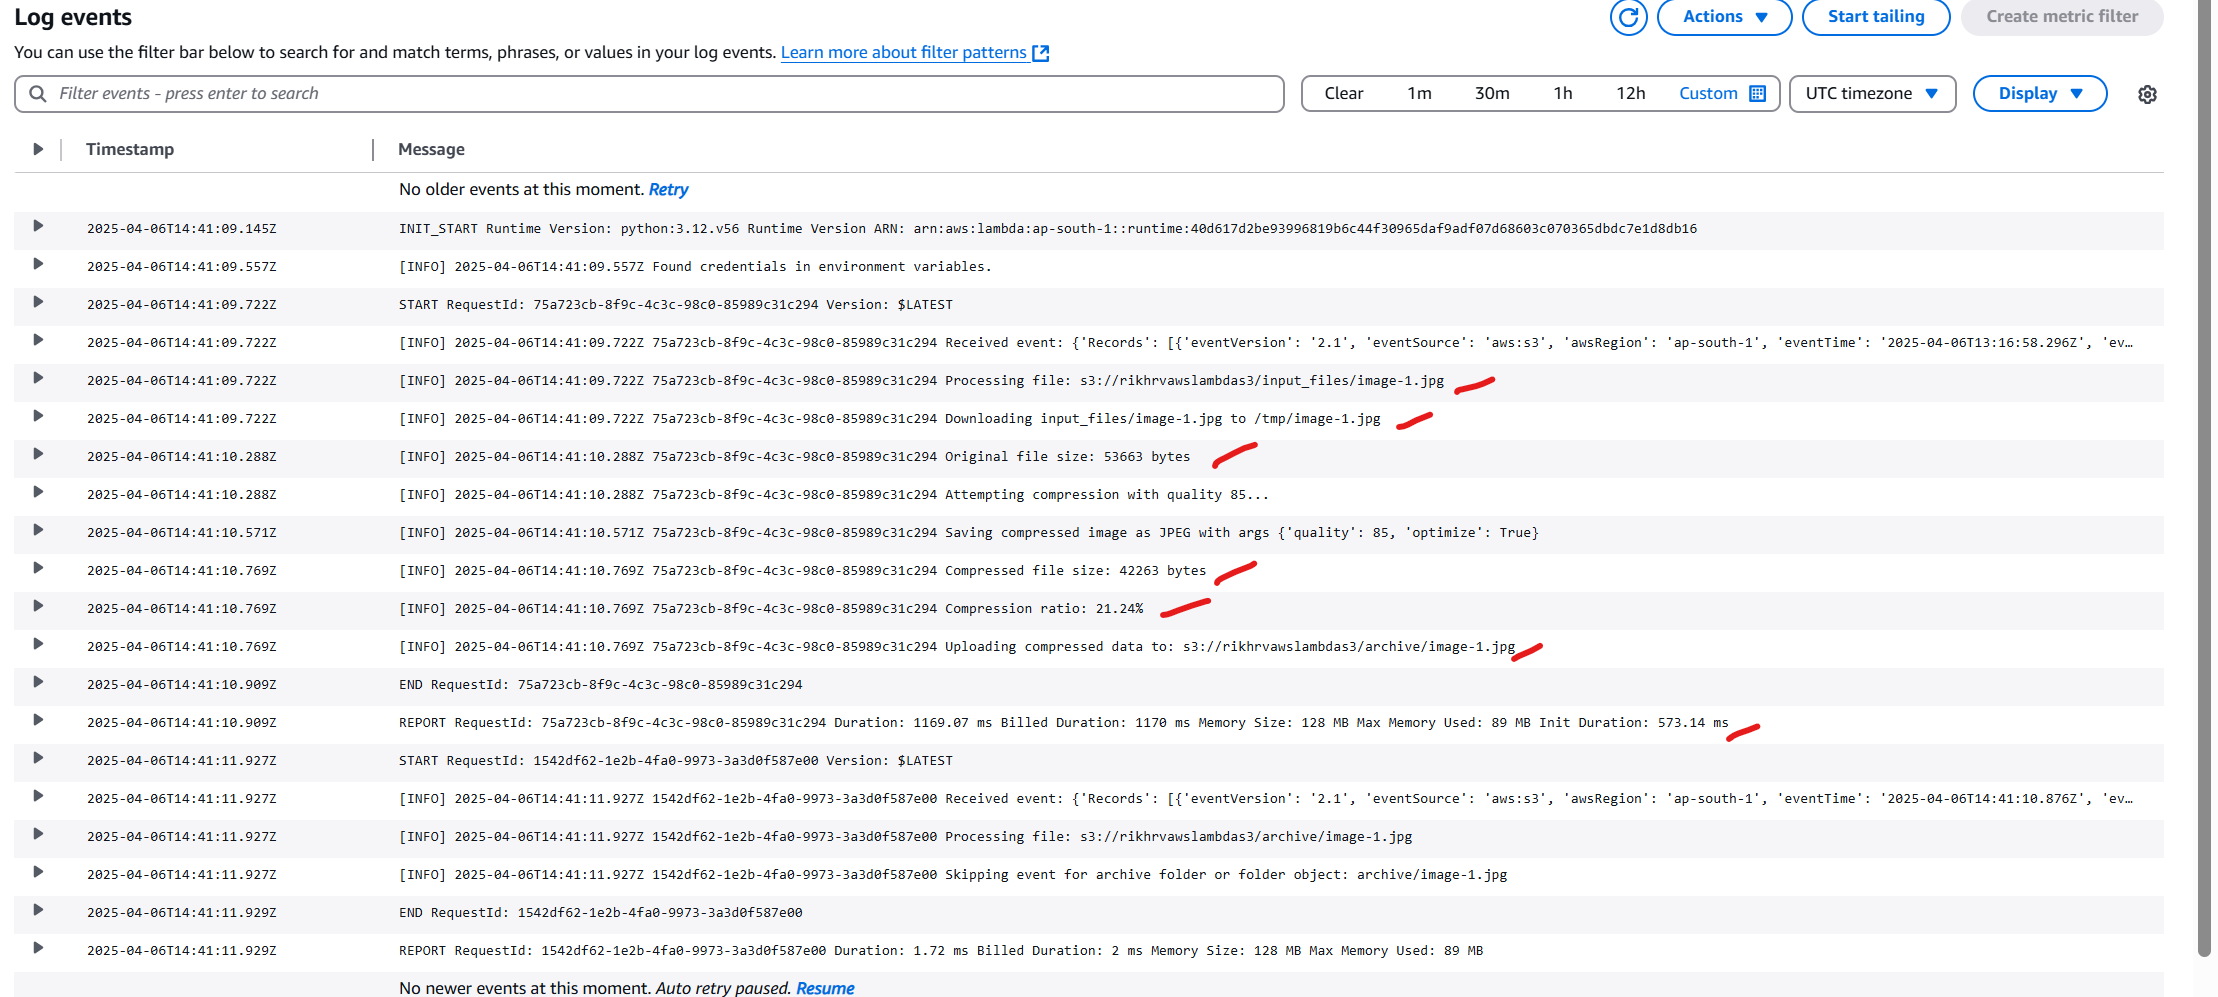 Log events
Actions
Start tailing
Create metric filter
You can use the filter bar below to search for and match terms, phrases, or values in your log events. Learn more about filter patterns
Filter events - press enter to search
Clear 1m 30m 1h 12h Custom
UTC timezone
Display
Timestamp Message
No older events at this moment. Retry
2025-04-06T14:41:09.145Z INIT_START Runtime Version: python:3.12.v56 Runtime Version ARN: arn:aws:lambda:ap-south-1::runtime:40d617d2be93996819b6c44f30965daf9adf07d68603c070365dbdc7e1d8db16
2025-04-06T14:41:09.557Z [INFO] 2025-04-06T14:41:09.557Z Found credentials in environment variables.
2025-04-06T14:41:09.722Z START RequestId: 75a723cb-8f9c-4c3c-98c0-85989c31c294 Version: $LATEST
2025-04-06T14:41:09.722Z [INFO] 2025-04-06T14:41:09.722Z 75a723cb-8f9c-4c3c-98c0-85989c31c294 Received event: {'Records': [{'eventVersion': '2.1', 'eventSource': 'aws:s3', 'awsRegion': 'ap-south-1', 'eventTime': '2025-04-06T13:16:58.296Z', 'ev…
2025-04-06T14:41:09.722Z [INFO] 2025-04-06T14:41:09.722Z 75a723cb-8f9c-4c3c-98c0-85989c31c294 Processing file: s3://rikhrvawslambdas3/input_files/image-1.jpg
2025-04-06T14:41:09.722Z [INFO] 2025-04-06T14:41:09.722Z 75a723cb-8f9c-4c3c-98c0-85989c31c294 Downloading input_files/image-1.jpg to /tmp/image-1.jpg
2025-04-06T14:41:10.288Z [INFO] 2025-04-06T14:41:10.288Z 75a723cb-8f9c-4c3c-98c0-85989c31c294 Original file size: 53663 bytes
2025-04-06T14:41:10.288Z [INFO] 2025-04-06T14:41:10.288Z 75a723cb-8f9c-4c3c-98c0-85989c31c294 Attempting compression with quality 85...
2025-04-06T14:41:10.571Z [INFO] 2025-04-06T14:41:10.571Z 75a723cb-8f9c-4c3c-98c0-85989c31c294 Saving compressed image as JPEG with args {'quality': 85, 'optimize': True}
2025-04-06T14:41:10.769Z [INFO] 2025-04-06T14:41:10.769Z 75a723cb-8f9c-4c3c-98c0-85989c31c294 Compressed file size: 42263 bytes
2025-04-06T14:41:10.769Z [INFO] 2025-04-06T14:41:10.769Z 75a723cb-8f9c-4c3c-98c0-85989c31c294 Compression ratio: 21.24%
2025-04-06T14:41:10.769Z [INFO] 2025-04-06T14:41:10.769Z 75a723cb-8f9c-4c3c-98c0-85989c31c294 Uploading compressed data to: s3://rikhrvawslambdas3/archive/image-1.jpg
2025-04-06T14:41:10.909Z END RequestId: 75a723cb-8f9c-4c3c-98c0-85989c31c294
2025-04-06T14:41:10.909Z REPORT RequestId: 75a723cb-8f9c-4c3c-98c0-85989c31c294 Duration: 1169.07 ms Billed Duration: 1170 ms Memory Size: 128 MB Max Memory Used: 89 MB Init Duration: 573.14 ms
2025-04-06T14:41:11.927Z START RequestId: 1542df62-1e2b-4fa0-9973-3a3d0f587e00 Version: $LATEST
2025-04-06T14:41:11.927Z [INFO] 2025-04-06T14:41:11.927Z 1542df62-1e2b-4fa0-9973-3a3d0f587e00 Received event: {'Records': [{'eventVersion': '2.1', 'eventSource': 'aws:s3', 'awsRegion': 'ap-south-1', 'eventTime': '2025-04-06T14:41:10.876Z', 'ev…
2025-04-06T14:41:11.927Z [INFO] 2025-04-06T14:41:11.927Z 1542df62-1e2b-4fa0-9973-3a3d0f587e00 Processing file: s3://rikhrvawslambdas3/archive/image-1.jpg
2025-04-06T14:41:11.927Z [INFO] 2025-04-06T14:41:11.927Z 1542df62-1e2b-4fa0-9973-3a3d0f587e00 Skipping event for archive folder or folder object: archive/image-1.jpg
2025-04-06T14:41:11.929Z END RequestId: 1542df62-1e2b-4fa0-9973-3a3d0f587e00
2025-04-06T14:41:11.929Z REPORT RequestId: 1542df62-1e2b-4fa0-9973-3a3d0f587e00 Duration: 1.72 ms Billed Duration: 2 ms Memory Size: 128 MB Max Memory Used: 89 MB
No newer events at this moment. Auto retry paused. Resume